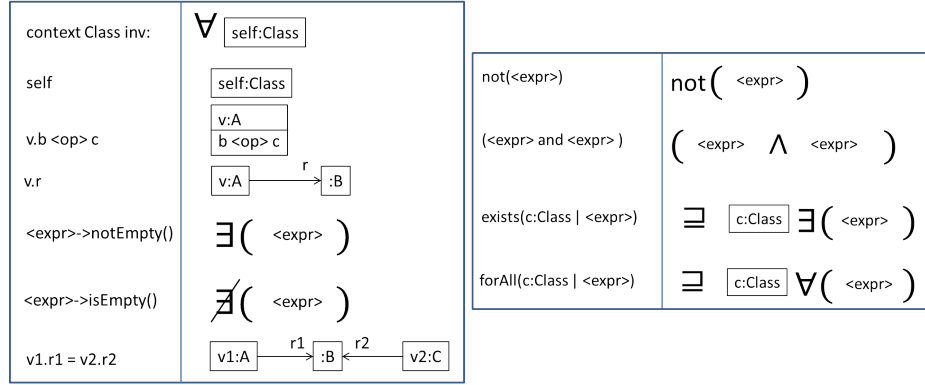 context Class inv: ∀ self:Class
self self:Class
v.b <op> c v:A
b <op> c
v.r v:A r :B
<expr>->notEmpty() ∃ ( <expr> )
<expr>->isEmpty() ∄ ( <expr> )
v1.r1 = v2.r2 v1:A r1 :B r2 v2:C
not(<expr>) not ( <expr> )
(<expr> and <expr> ) ( <expr> ∧ <expr> )
exists(c:Class | <expr>) ⊒ c:Class ∃ ( <expr> )
forAll(c:Class | <expr>) ⊒ c:Class ∀ ( <expr> )